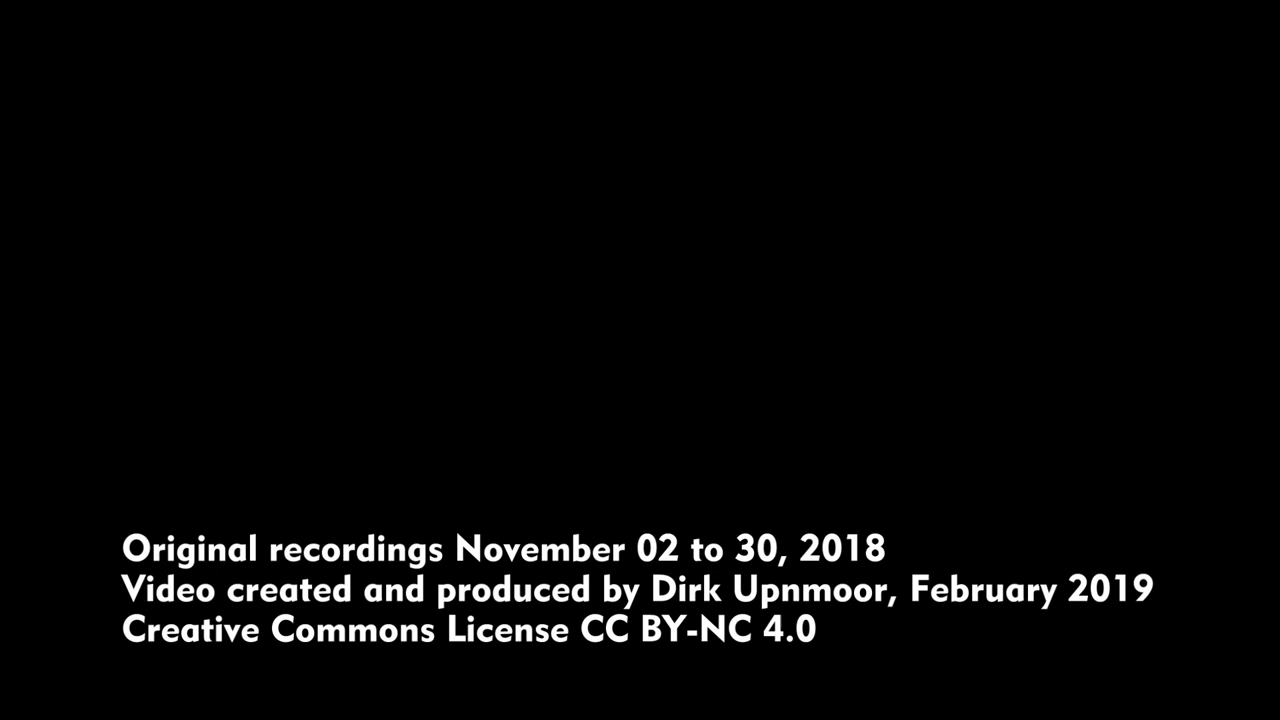 Original recordings November 02 to 30, 2018
Video created and produced by Dirk Upnmoor, February 2019
Creative Commons License CC BY-NC 4.0